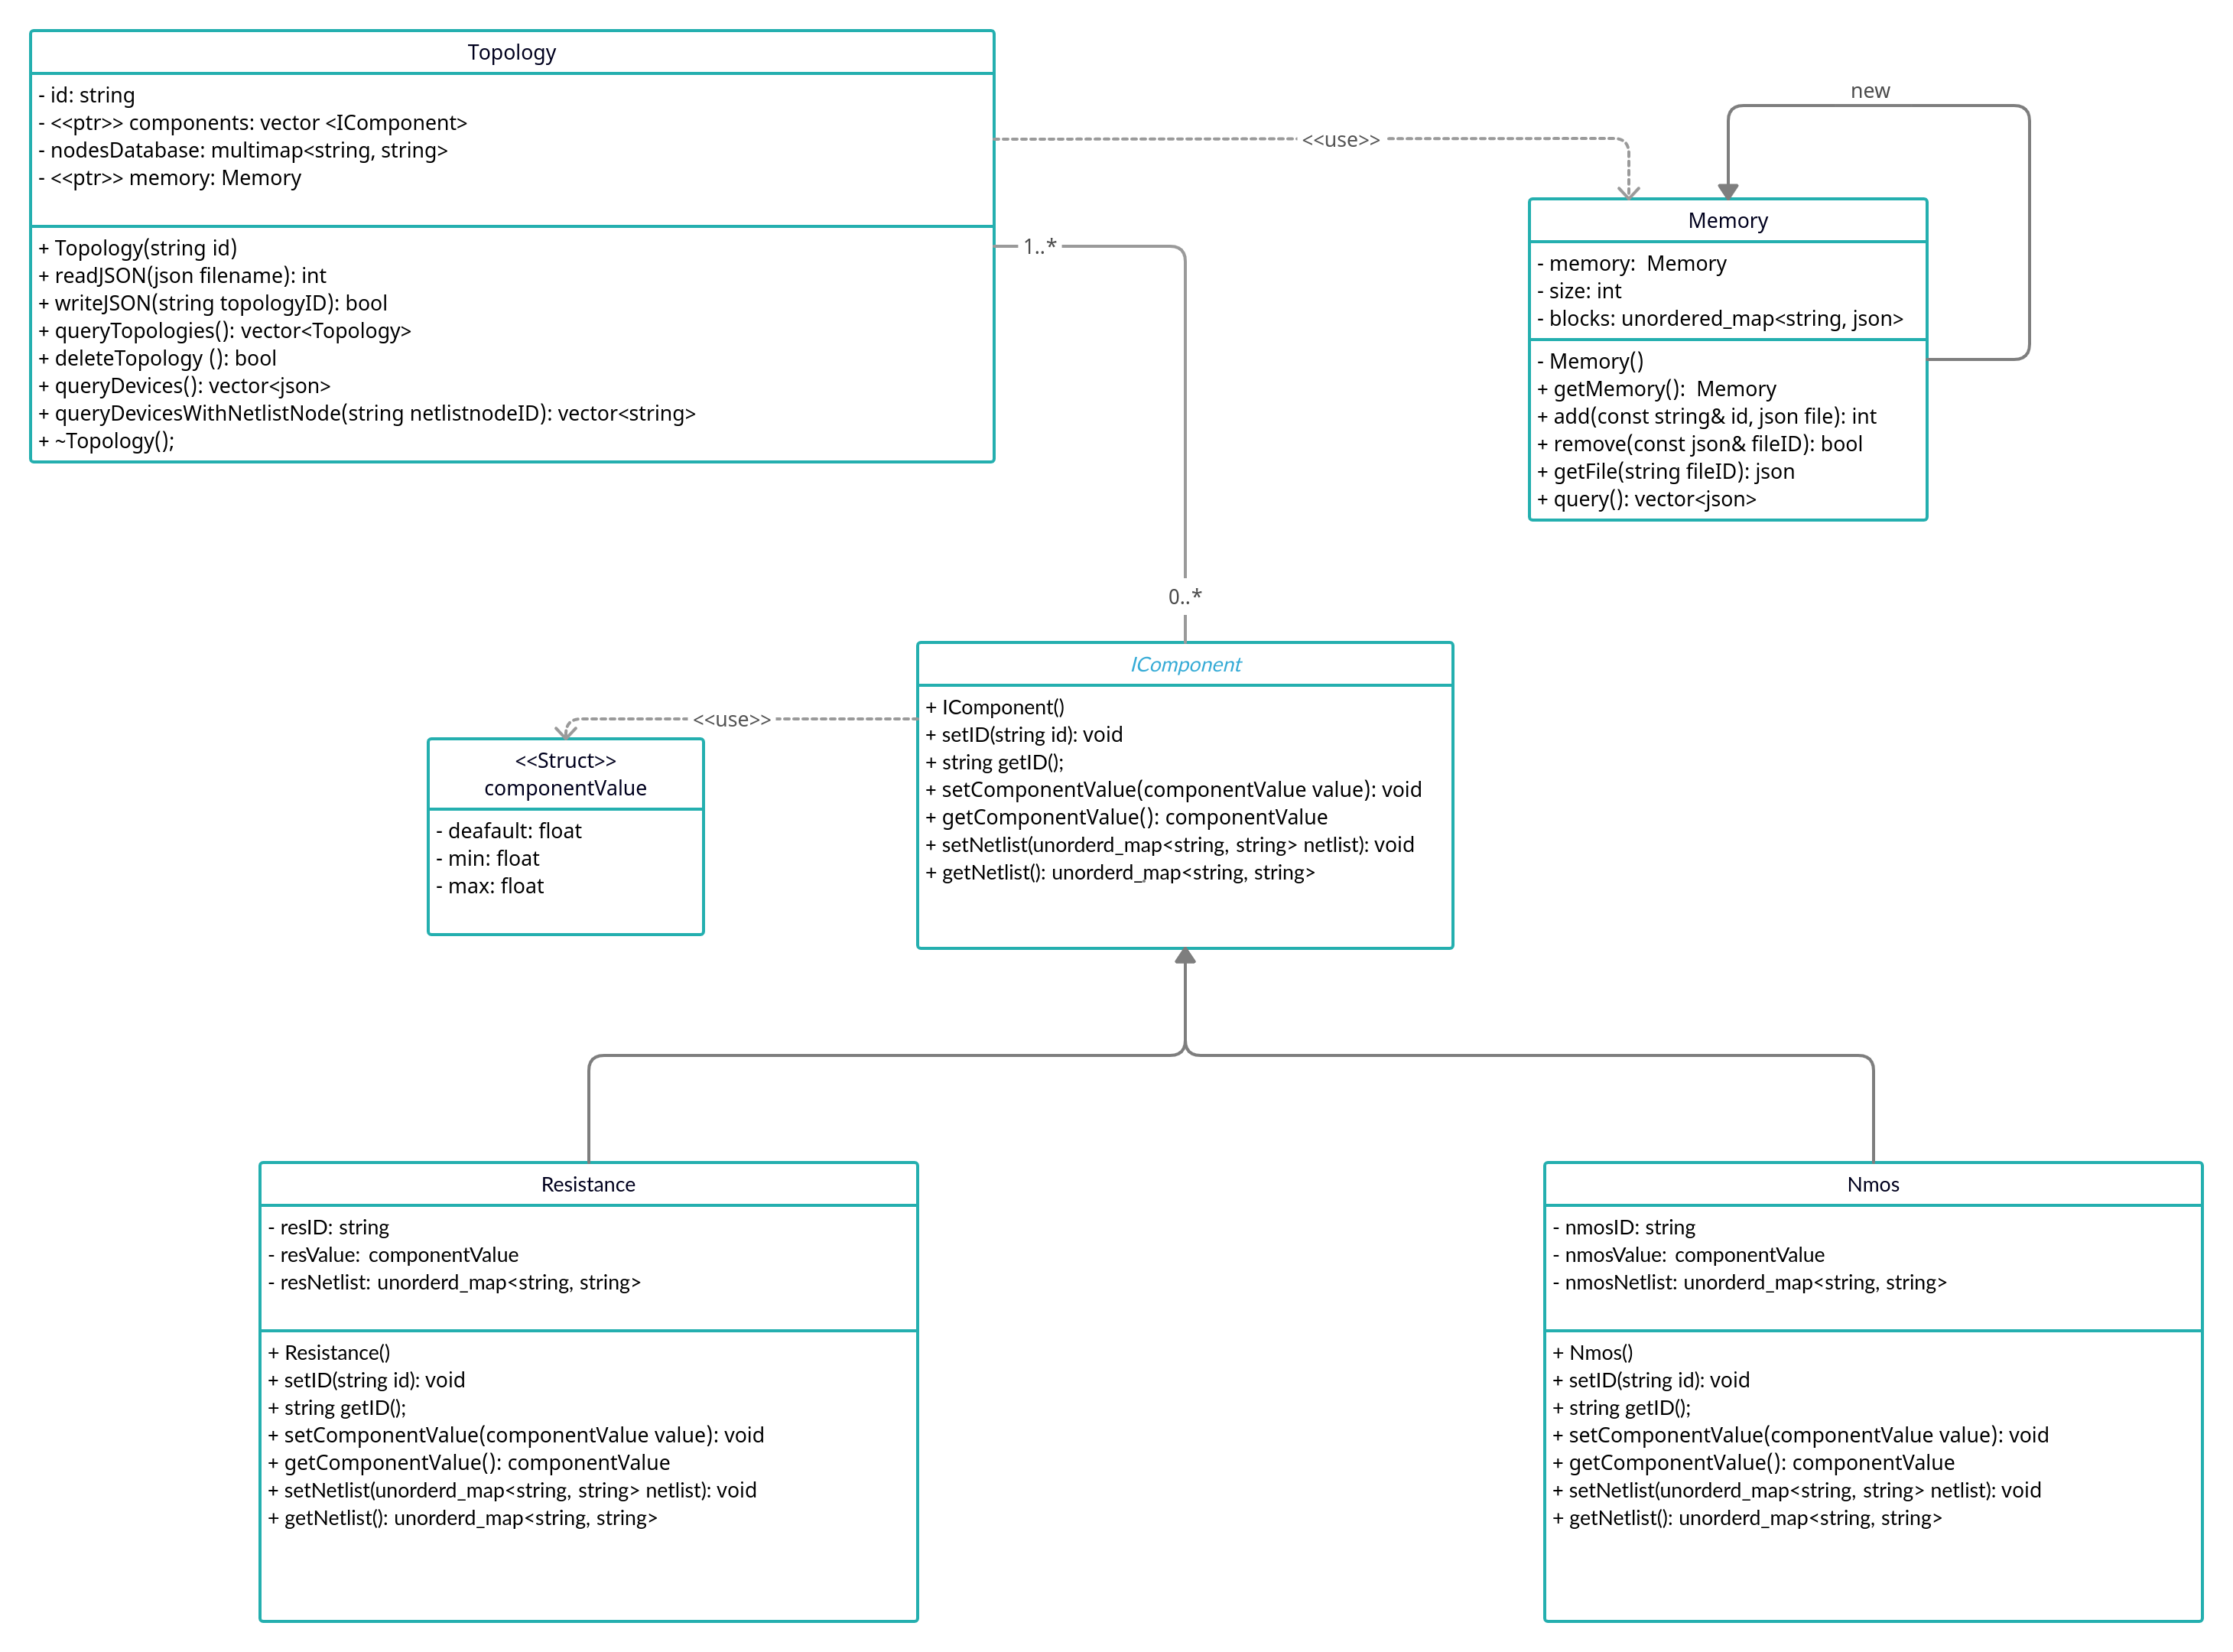 Topology
- id: string
- <<ptr>> components: vector <IComponent>
- nodesDatabase: multimap<string, string>
- <<ptr>> memory: Memory
+ Topology(string id)
+ readJSON(json filename): int
+ writeJSON(string topologyID): bool
+ queryTopologies(): vector<Topology>
+ deleteTopology (): bool
+ queryDevices(): vector<json>
+ queryDevicesWithNetlistNode(string netlistnodeID): vector<string>
+ ~Topology();
<<use>>
new
1..*
Memory
- memory:  Memory
- size: int
- blocks: unordered_map<string, json>
- Memory()
+ getMemory():  Memory
+ add(const string& id, json file): int
+ remove(const json& fileID): bool
+ getFile(string fileID): json
+ query(): vector<json>
0..*
IComponent
+ IComponent()
+ setID(string id): void
+ string getID();
+ setComponentValue(componentValue value): void
+ getComponentValue(): componentValue
+ setNetlist(unorderd_map<string, string> netlist): void
+ getNetlist(): unorderd_map<string, string>
<<use>>
<<Struct>>
componentValue
- deafault: float
- min: float
- max: float
Resistance
- resID: string
- resValue:  componentValue
- resNetlist: unorderd_map<string, string>
+ Resistance()
+ setID(string id): void
+ string getID();
+ setComponentValue(componentValue value): void
+ getComponentValue(): componentValue
+ setNetlist(unorderd_map<string, string> netlist): void
+ getNetlist(): unorderd_map<string, string>
Nmos
- nmosID: string
- nmosValue:  componentValue
- nmosNetlist: unorderd_map<string, string>
+ Nmos()
+ setID(string id): void
+ string getID();
+ setComponentValue(componentValue value): void
+ getComponentValue(): componentValue
+ setNetlist(unorderd_map<string, string> netlist): void
+ getNetlist(): unorderd_map<string, string>